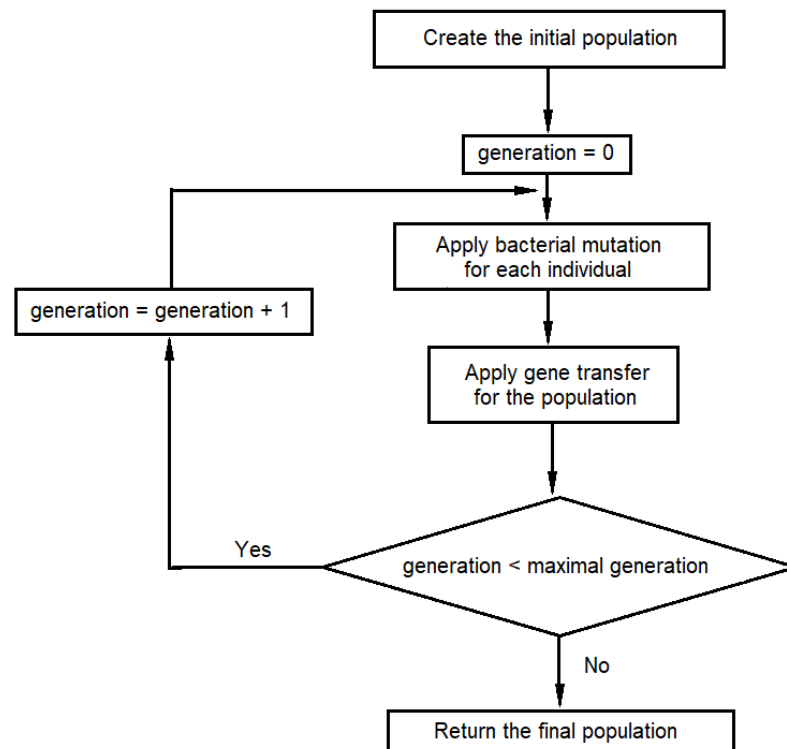 Create the initial population
generation = 0
Apply bacterial mutation
for each individual
generation = generation + 1
Apply gene transfer
for the population
Yes
generation < maximal generation
No
Return the final population